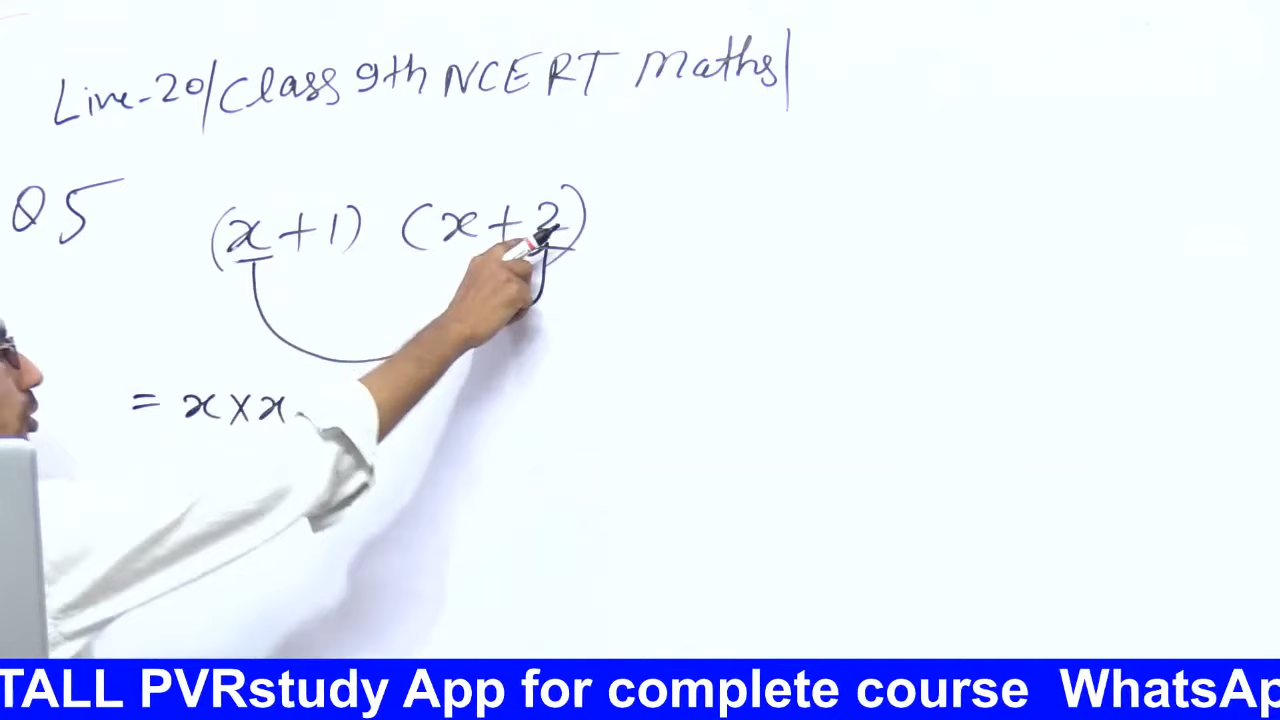 Live-20/Class 9th NCERT Maths|
Q5 (x+1) (x+2)
= x×x
TALL PVRstudy App for complete course WhatsAp